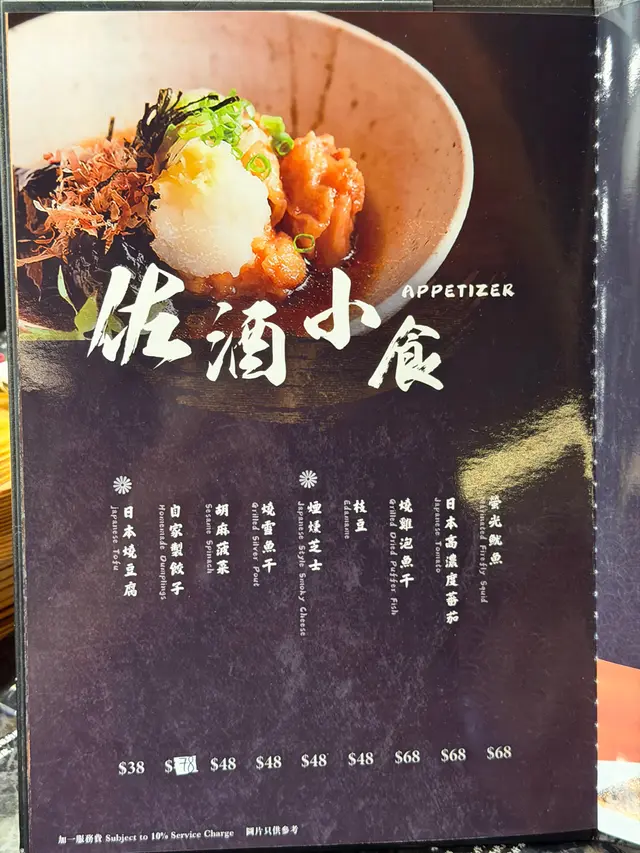 佐酒小食
APPETIZER
螢光魷魚
Marinated Firefly Squid
日本高濃度蕃茄
Japanese Tomato
燒雞泡魚干
Grilled Dried Puffer Fish
枝豆
Edamame
煙燻芝士
Japanese Style Smoky Cheese
燒雪魚干
Grilled Silver Pout
胡麻菠菜
Sesame Spinach
自家製餃子
Homemade Dumplings
日本燒豆腐
Japanese Tofu
$38 $78 $48 $48 $48 $48 $68 $68 $68
加一服務費 Subject to 10% Service Charge 圖片只供參考